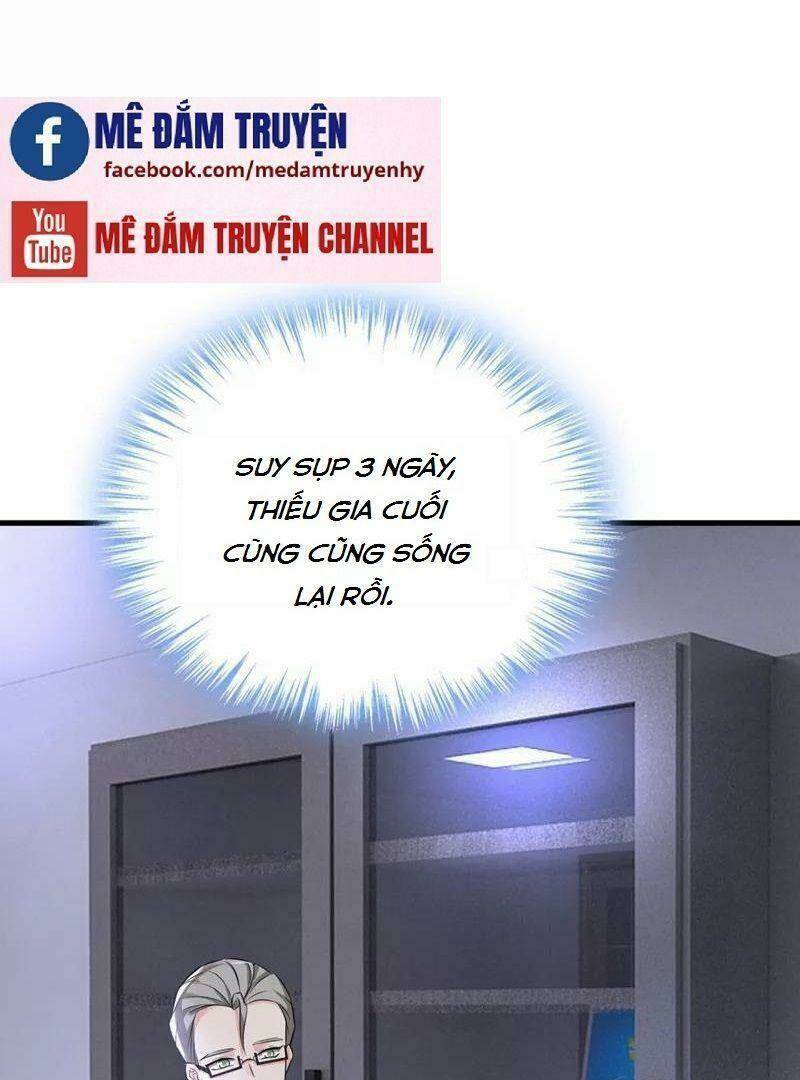 MÊ ĐẮM TRUYỆN
facebook.com/medamtruyenhy
You
Tube
MÊ ĐẮM TRUYỆN CHANNEL
SUY SỤP 3 NGÀY,
THIẾU GIA CUỐI
CÙNG CŨNG SỐNG
LẠI RỒI.